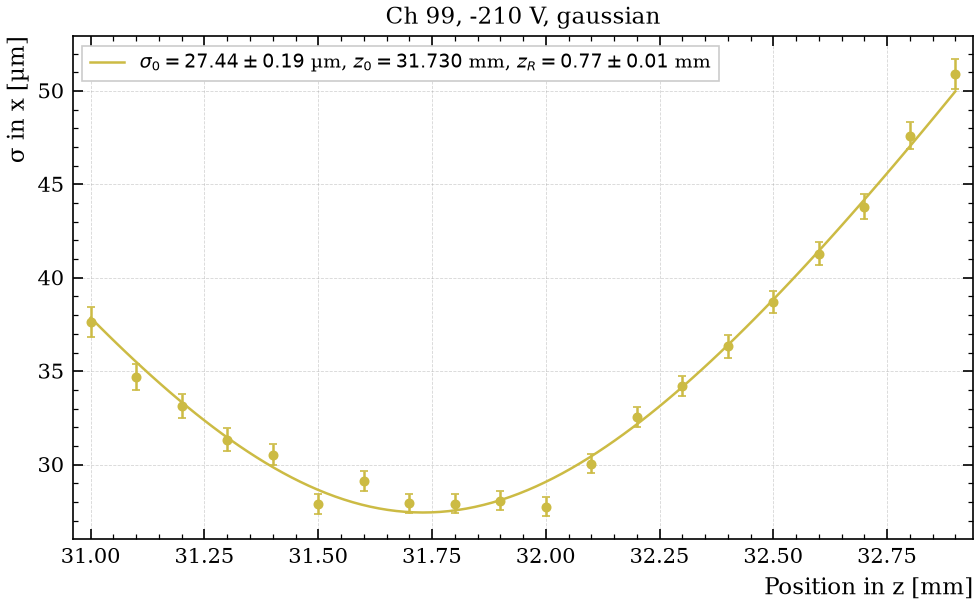 Ch 99, -210 V, gaussian
σ₀ = 27.44 ± 0.19 µm, z₀ = 31.730 mm, z_R = 0.77 ± 0.01 mm
σ in x [µm]
50
45
40
35
30
31.00 31.25 31.50 31.75 32.00 32.25 32.50 32.75
Position in z [mm]